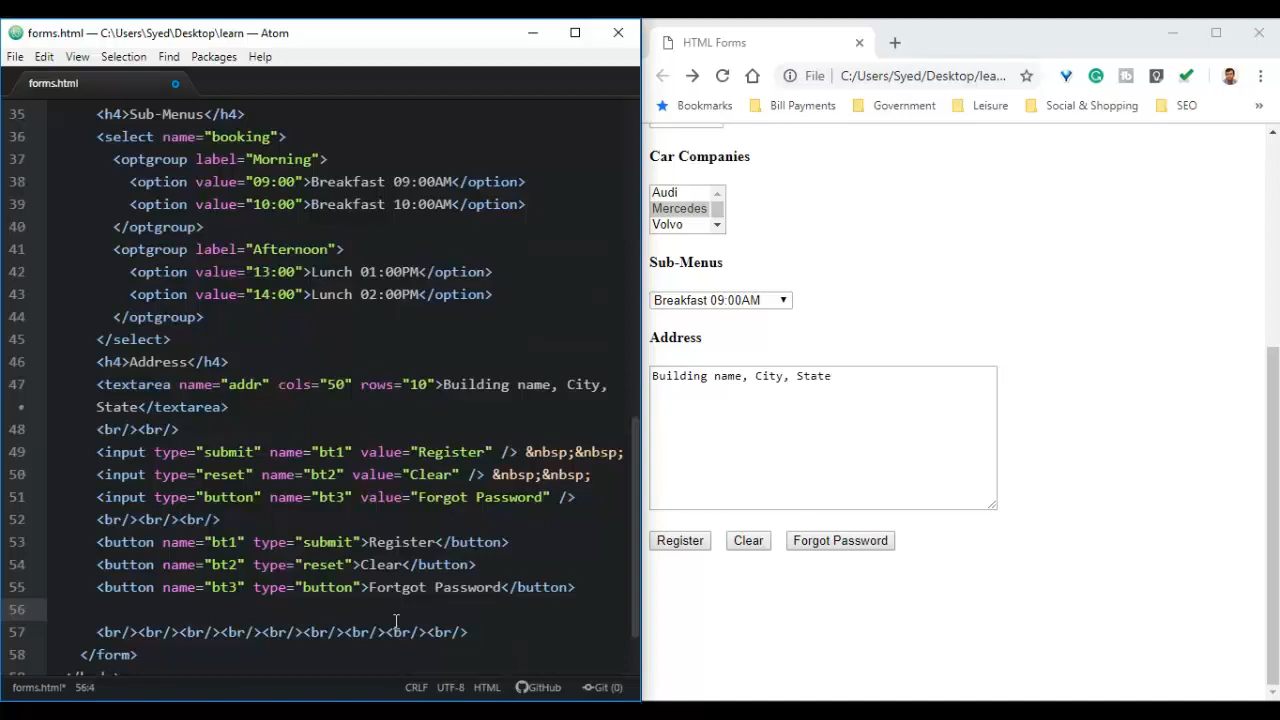 forms.html — C:\Users\Syed\Desktop\learn — Atom
File Edit View Selection Find Packages Help
forms.html
35 <h4>Sub-Menus</h4>
36 <select name="booking">
37 <optgroup label="Morning">
38 <option value="09:00">Breakfast 09:00AM</option>
39 <option value="10:00">Breakfast 10:00AM</option>
40 </optgroup>
41 <optgroup label="Afternoon">
42 <option value="13:00">Lunch 01:00PM</option>
43 <option value="14:00">Lunch 02:00PM</option>
44 </optgroup>
45 </select>
46 <h4>Address</h4>
47 <textarea name="addr" cols="50" rows="10">Building name, City,
• State</textarea>
48 <br/><br/>
49 <input type="submit" name="bt1" value="Register" /> &nbsp;&nbsp;
50 <input type="reset" name="bt2" value="Clear" /> &nbsp;&nbsp;
51 <input type="button" name="bt3" value="Forgot Password" />
52 <br/><br/><br/>
53 <button name="bt1" type="submit">Register</button>
54 <button name="bt2" type="reset">Clear</button>
55 <button name="bt3" type="button">Fortgot Password</button>
56
57 <br/><br/><br/><br/><br/><br/><br/><br/><br/>
58 </form>
forms.html* 56:4 CRLF UTF-8 HTML GitHub Git (0)
HTML Forms
File C:/Users/Syed/Desktop/lea...
Bookmarks Bill Payments Government Leisure Social & Shopping SEO »
Car Companies
Audi
Mercedes
Volvo
Sub-Menus
Breakfast 09:00AM
Address
Building name, City, State
Register Clear Forgot Password